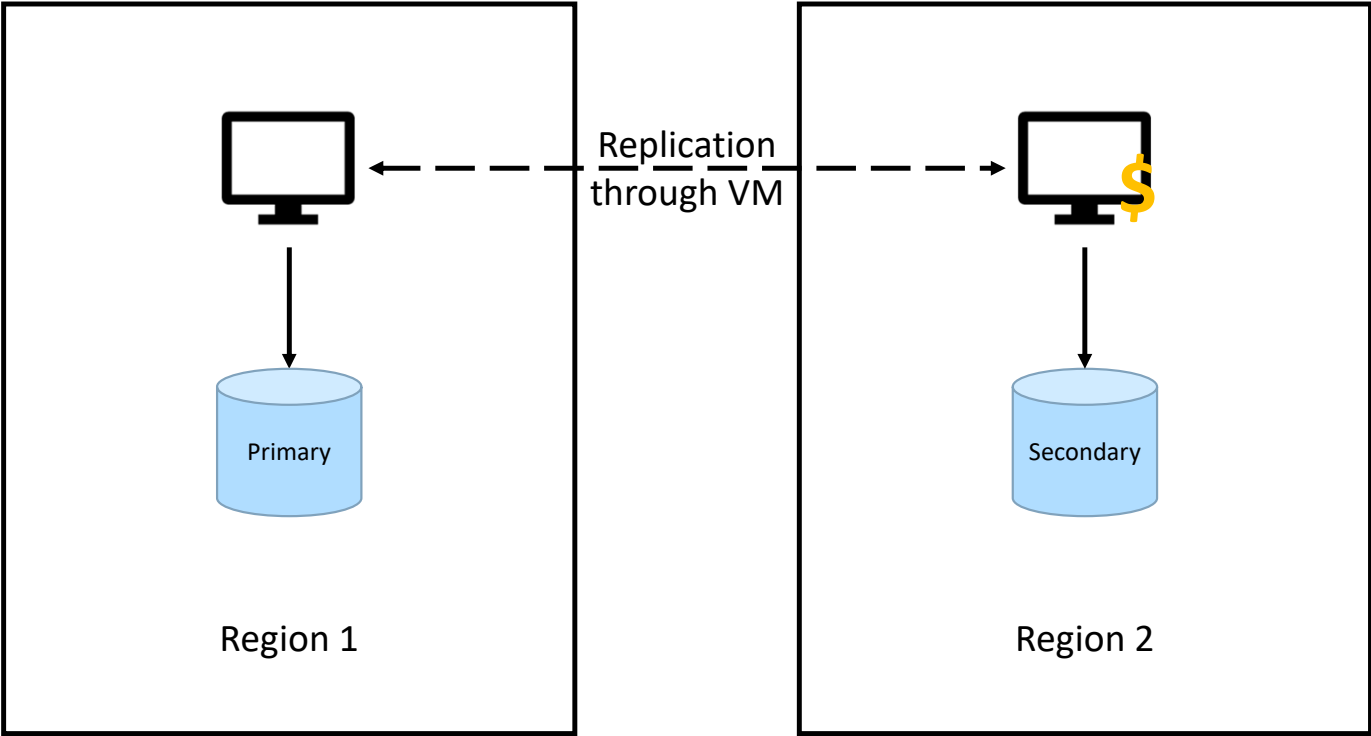 Replication
through VM
$
Primary
Secondary
Region 1
Region 2